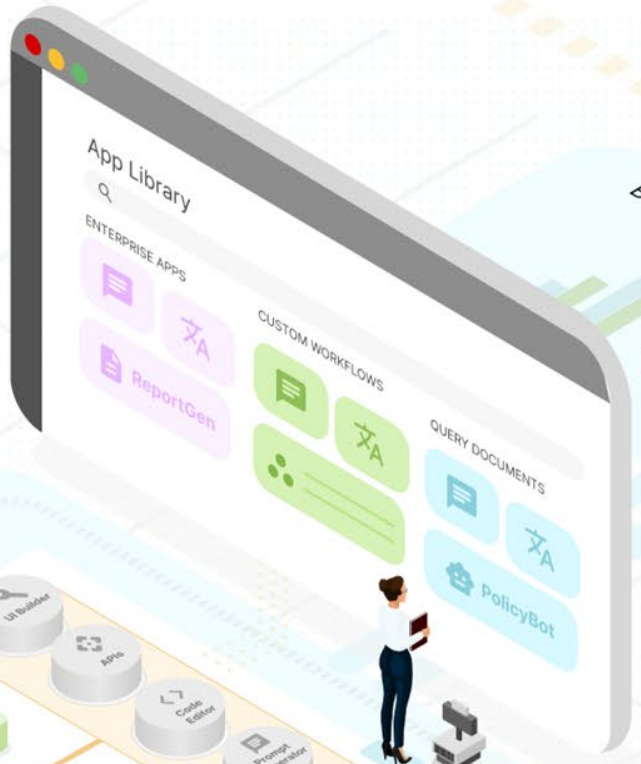 App Library
ENTERPRISE APPS
ReportGen
CUSTOM WORKFLOWS
QUERY DOCUMENTS
PolicyBot
UI Builder
APIs
Code
Editor
Prompt